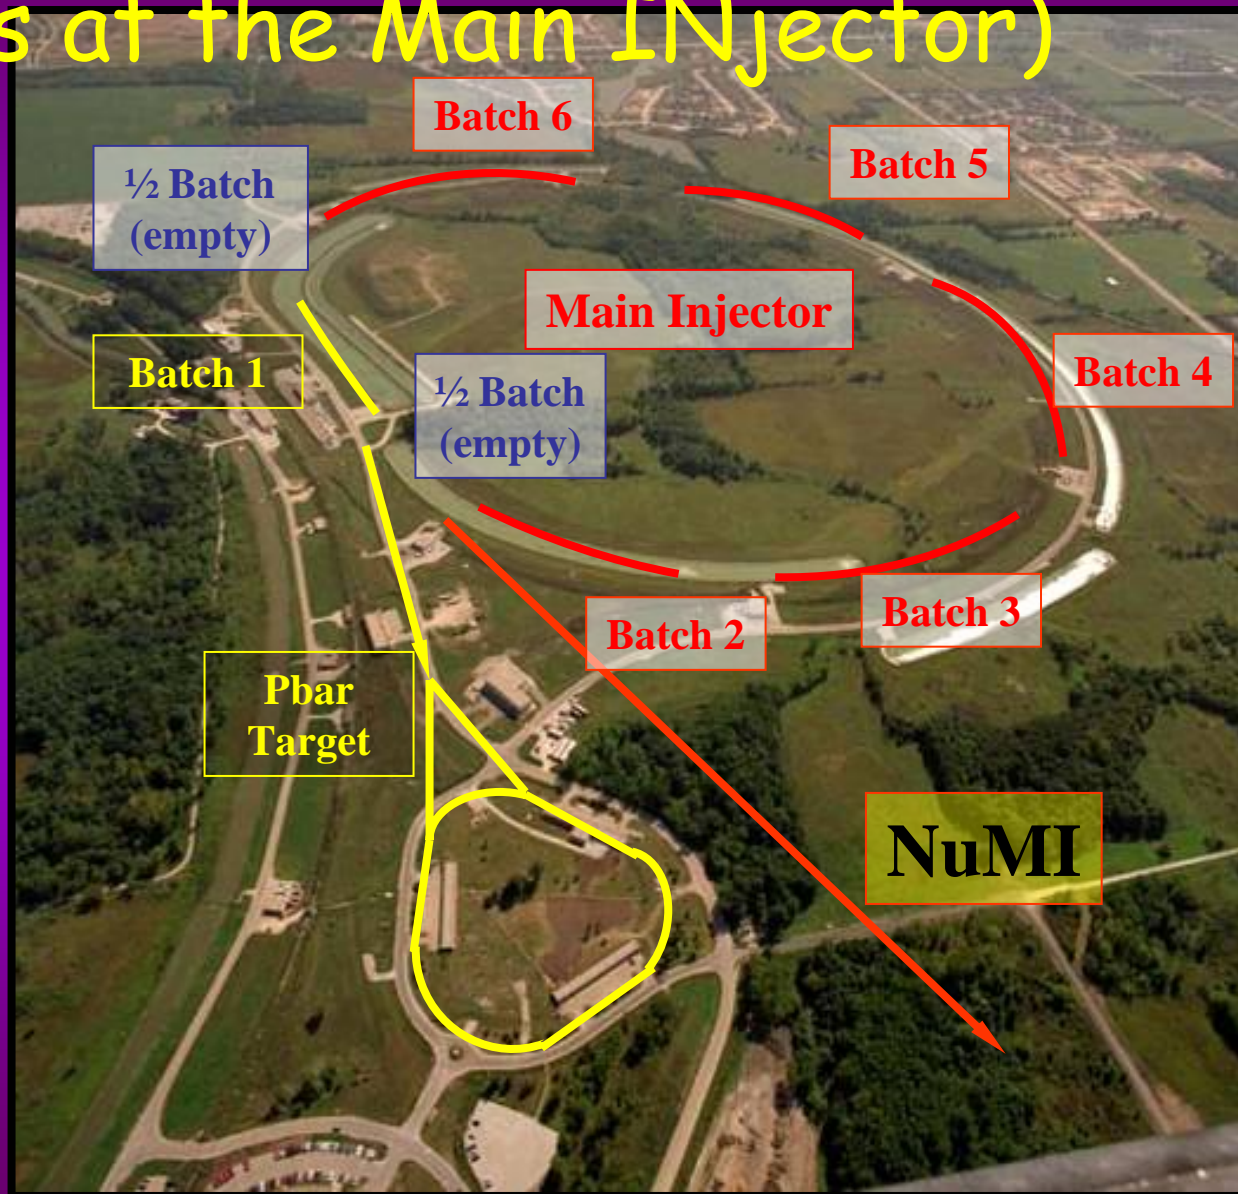 s at the Main INjector)
Batch 6
Batch 5
½ Batch
(empty)
Main Injector
Batch 1
½ Batch
(empty)
Batch 4
Batch 3
Batch 2
Pbar
Target
NuMI